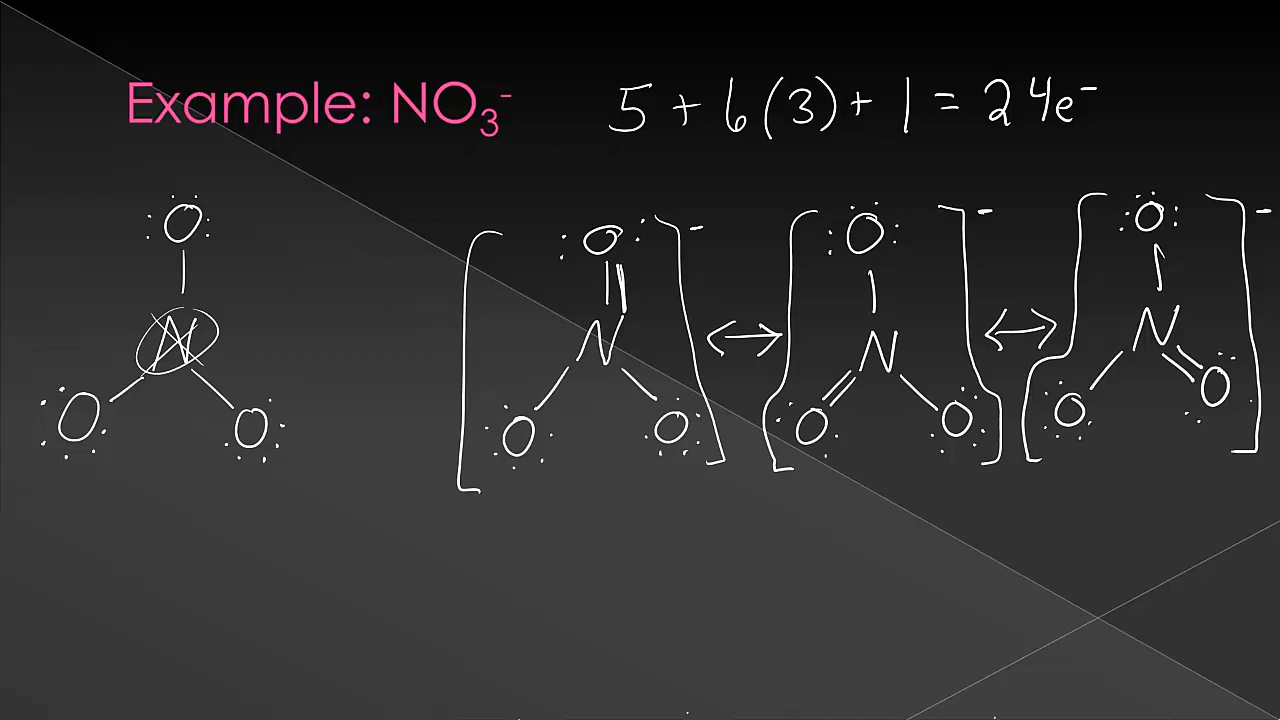 Example: NO₃⁻ 5 + 6(3) + 1 = 24e⁻
O O - O - O -
N N ↔ N ↔ N
O O O O O O O O